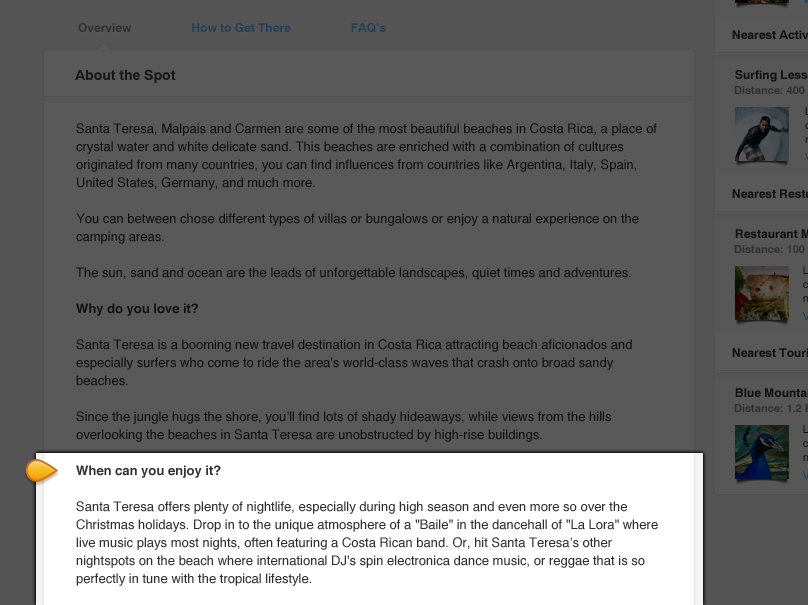 Overview
How to Get There
FAQ's
About the Spot
Santa Teresa, Malpais and Carmen are some of the most beautiful beaches in Costa Rica, a place of
crystal water and white delicate sand. This beaches are enriched with a combination of cultures
originated from many countries, you can find influences from countries like Argentina, Italy, Spain,
United States, Germany, and much more.
You can between chose different types of villas or bungalows or enjoy a natural experience on the
camping areas.
The sun, sand and ocean are the leads of unforgettable landscapes, quiet times and adventures.
Why do you love it?
Santa Teresa is a booming new travel destination in Costa Rica attracting beach aficionados and
especially surfers who come to ride the area's world-class waves that crash onto broad sandy
beaches.
Since the jungle hugs the shore, you'll find lots of shady hideaways, while views from the hills
overlooking the beaches in Santa Teresa are unobstructed by high-rise buildings.
When can you enjoy it?
Santa Teresa offers plenty of nightlife, especially during high season and even more so over the
Christmas holidays. Drop in to the unique atmosphere of a "Baile" in the dancehall of "La Lora" where
live music plays most nights, often featuring a Costa Rican band. Or, hit Santa Teresa's other
nightspots on the beach where international DJ's spin electronica dance music, or reggae that is so
perfectly in tune with the tropical lifestyle.
Nearest Activ
Surfing Less
Distance: 400
Nearest Rest
Restaurant M
Distance: 100
Nearest Touri
Blue Mounta
Distance: 1.2